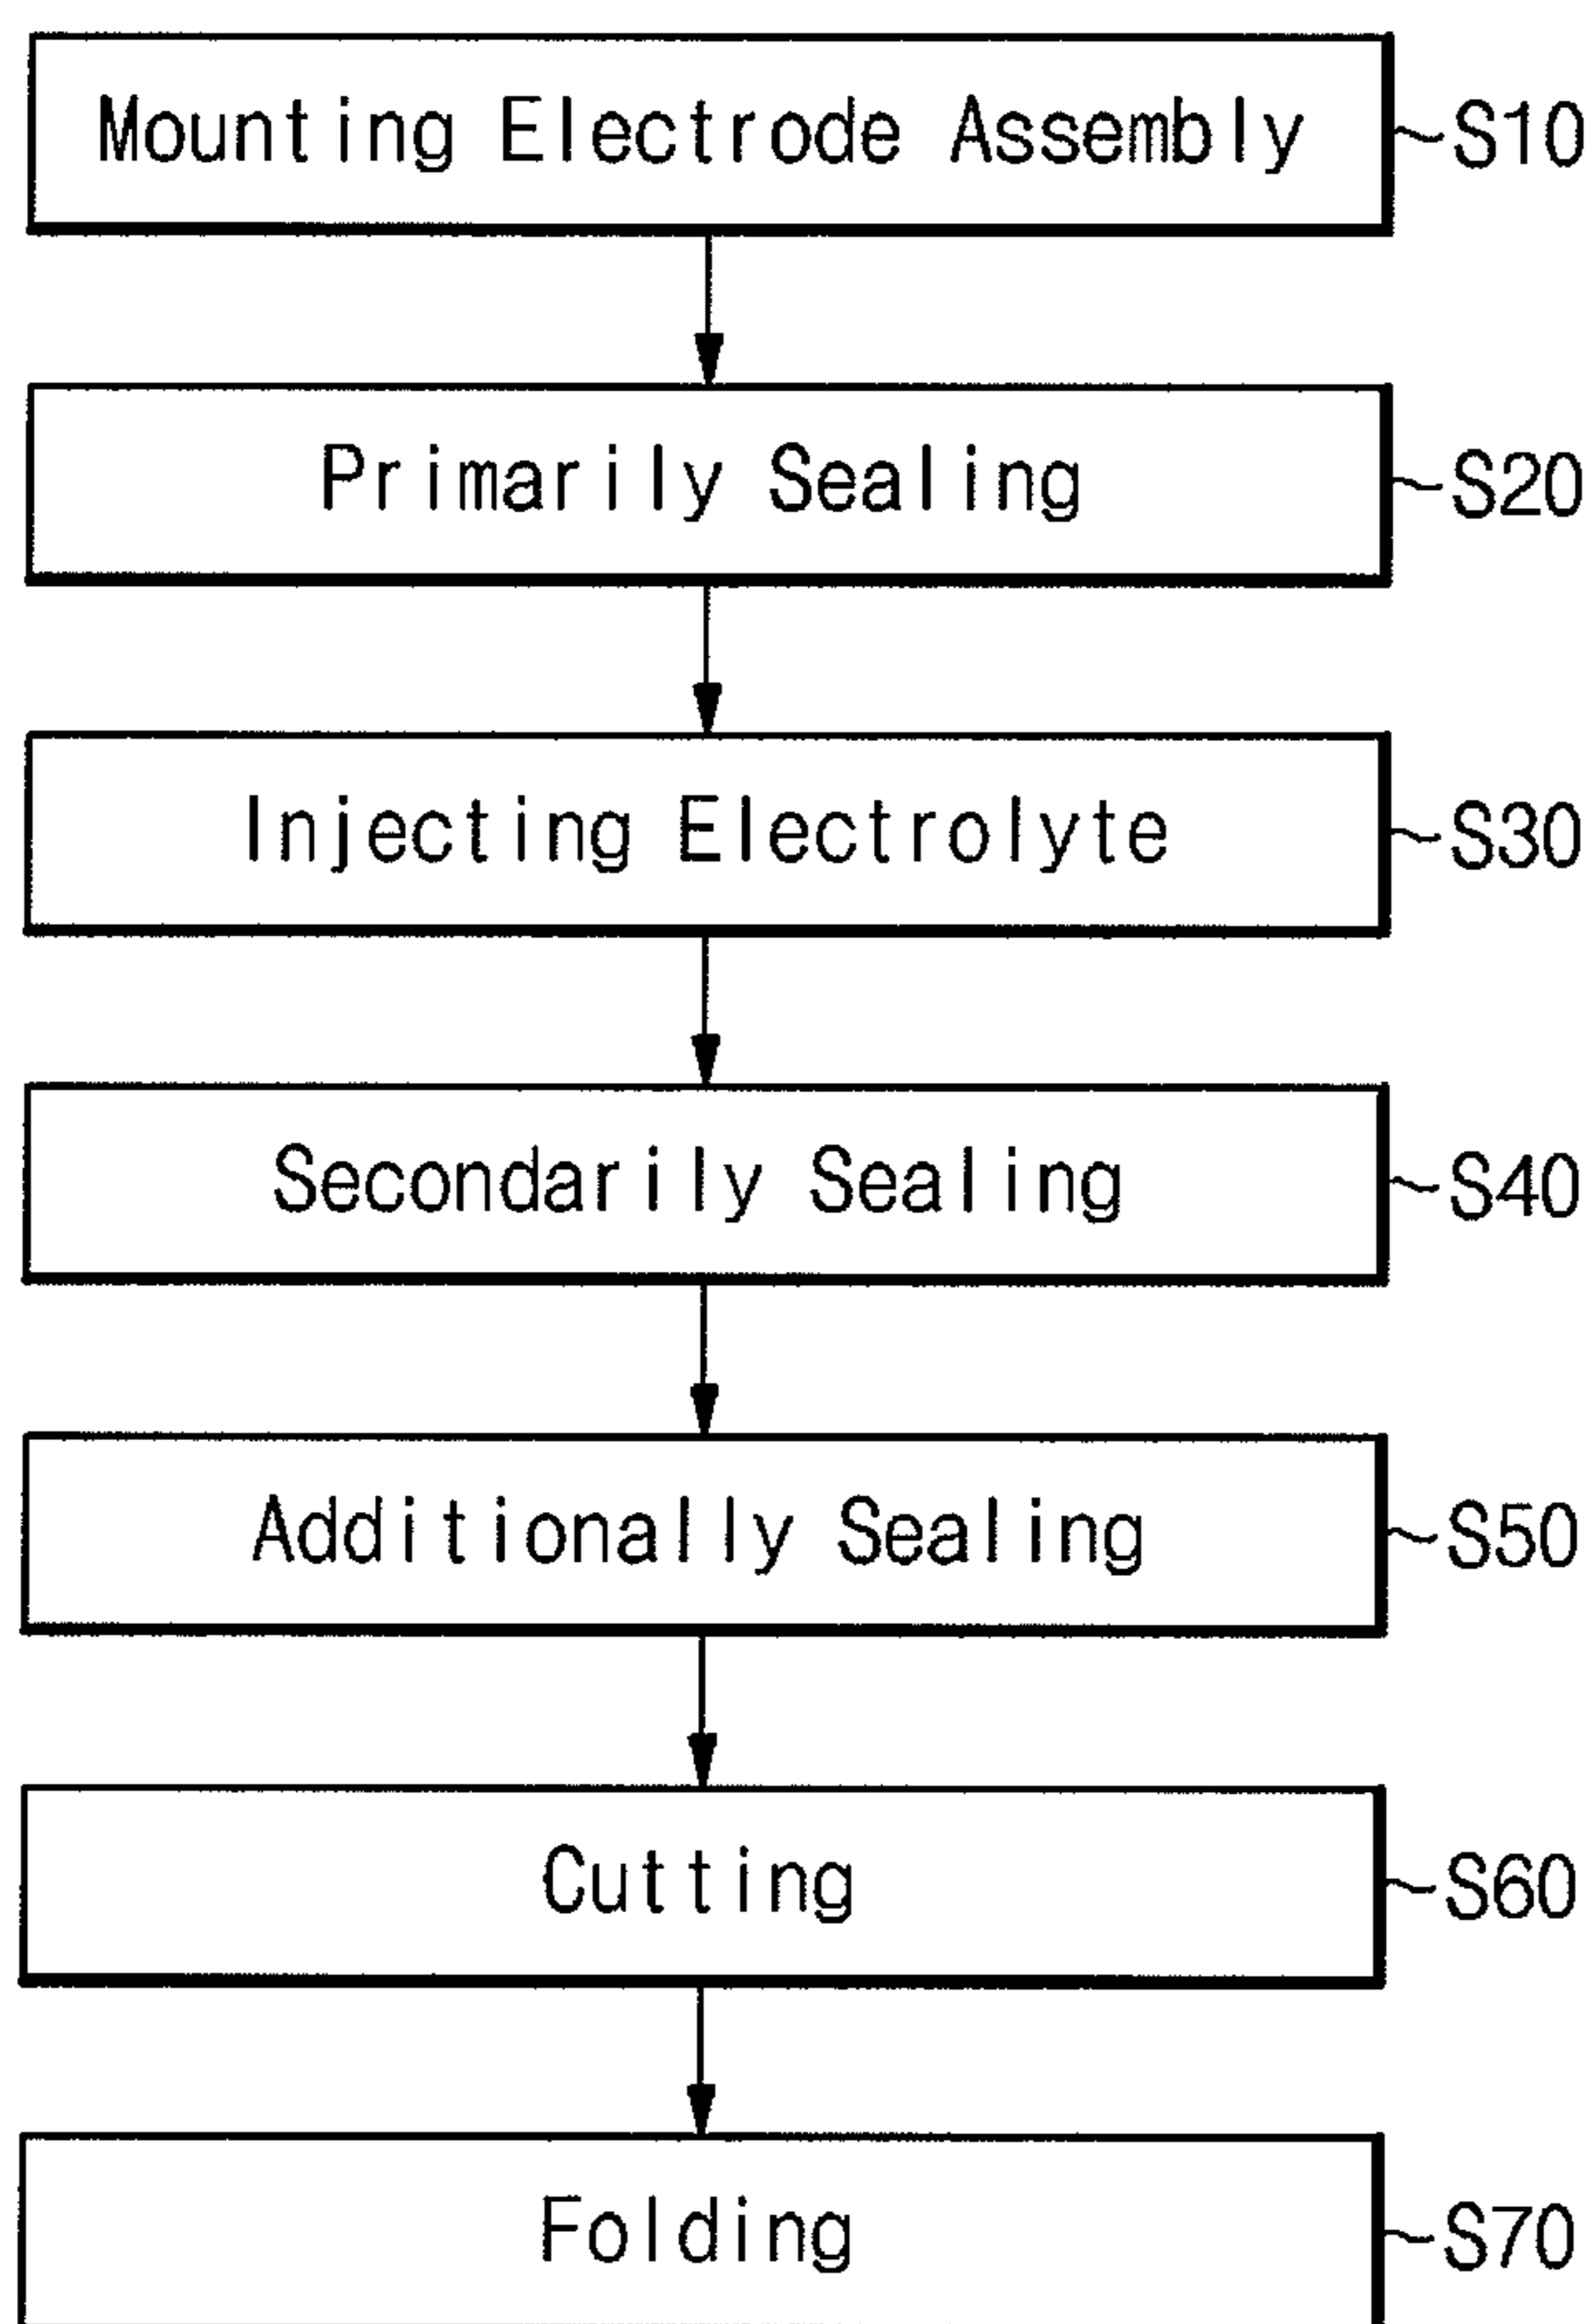 Mounting Electrode Assembly S10
Primarily Sealing S20
Injecting Electrolyte S30
Secondarily Sealing S40
Additionally Sealing S50
Cutting S60
Folding S70